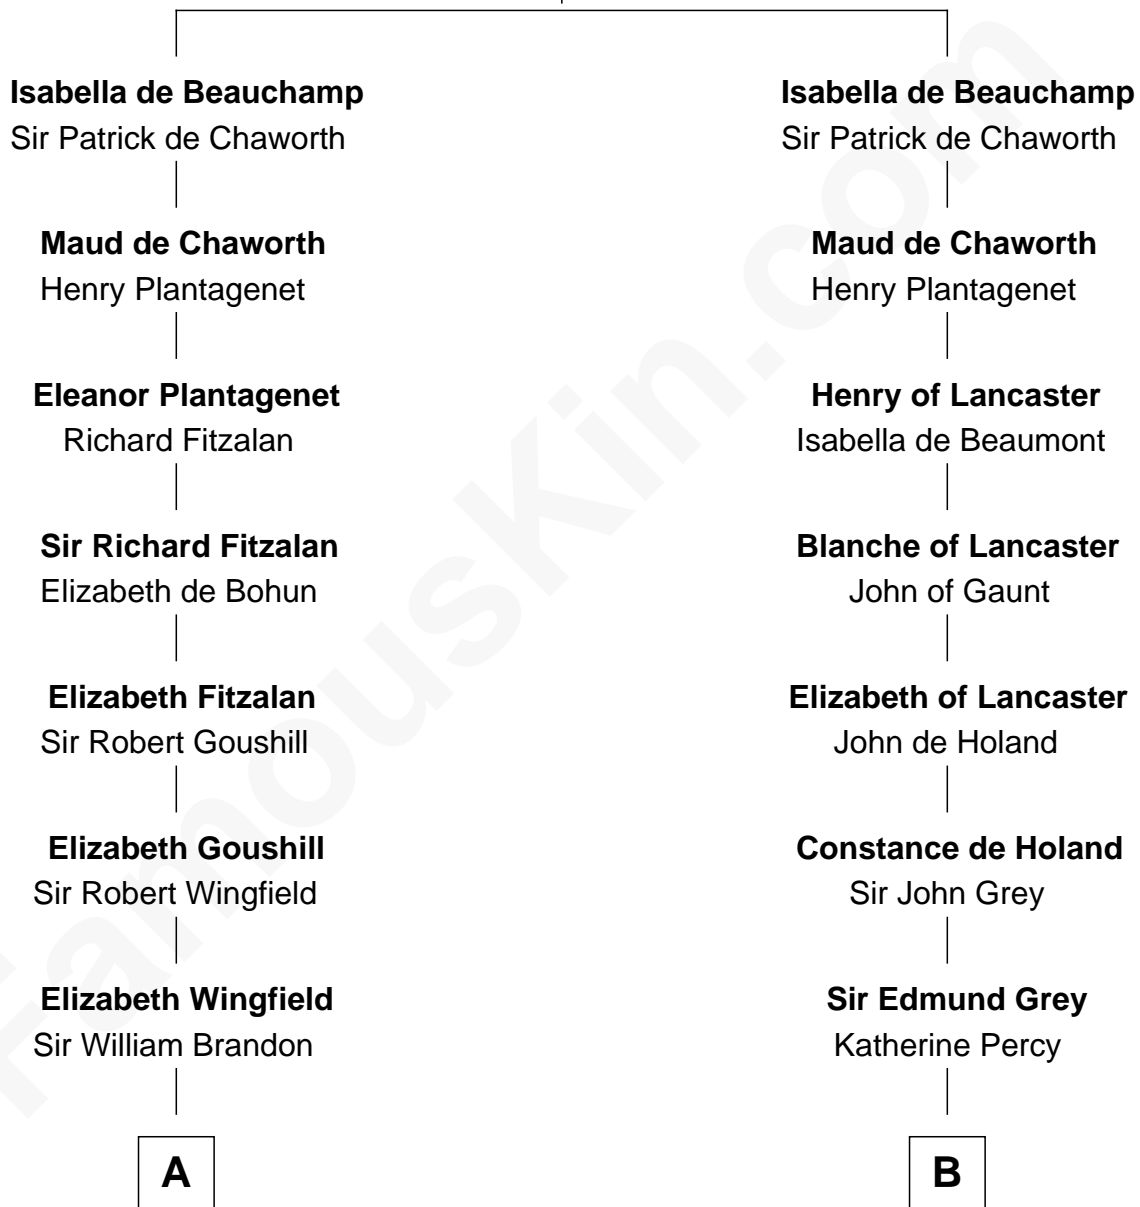 Isabella de Beauchamp
Sir Patrick de Chaworth
Maud de Chaworth
Henry Plantagenet
Eleanor Plantagenet
Richard Fitzalan
Sir Richard Fitzalan
Elizabeth de Bohun
Elizabeth Fitzalan
Sir Robert Goushill
Elizabeth Goushill
Sir Robert Wingfield
Elizabeth Wingfield
Sir William Brandon
A
Isabella de Beauchamp
Sir Patrick de Chaworth
Maud de Chaworth
Henry Plantagenet
Henry of Lancaster
Isabella de Beaumont
Blanche of Lancaster
John of Gaunt
Elizabeth of Lancaster
John de Holand
Constance de Holand
Sir John Grey
Sir Edmund Grey
Katherine Percy
B
FamousKin.com